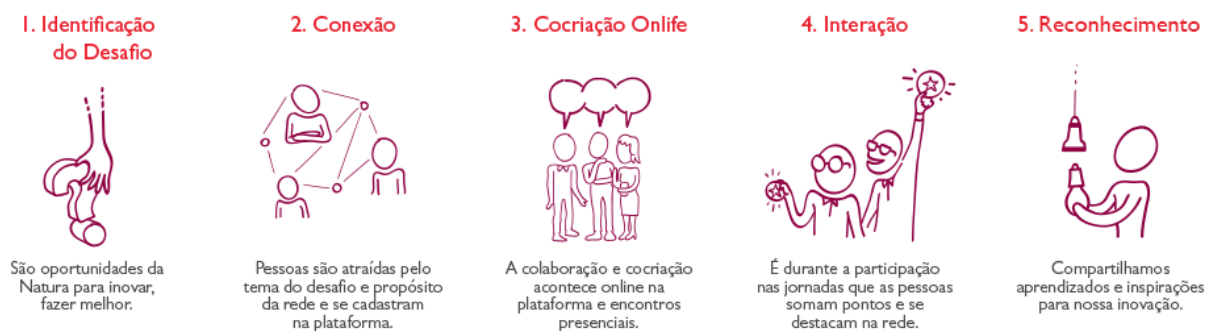 1. Identificação
do Desafio
São oportunidades da
Natura para inovar,
fazer melhor.
2. Conexão
Pessoas são atraídas pelo
tema do desafio e propósito
da rede e se cadastram
na plataforma.
3. Cocriação Onlife
A colaboração e cocriação
acontece online na
plataforma e encontros
presenciais.
4. Interação
É durante a participação
nas jornadas que as pessoas
somam pontos e se
destacam na rede.
5. Reconhecimento
Compartilhamos
aprendizados e inspirações
para nossa inovação.